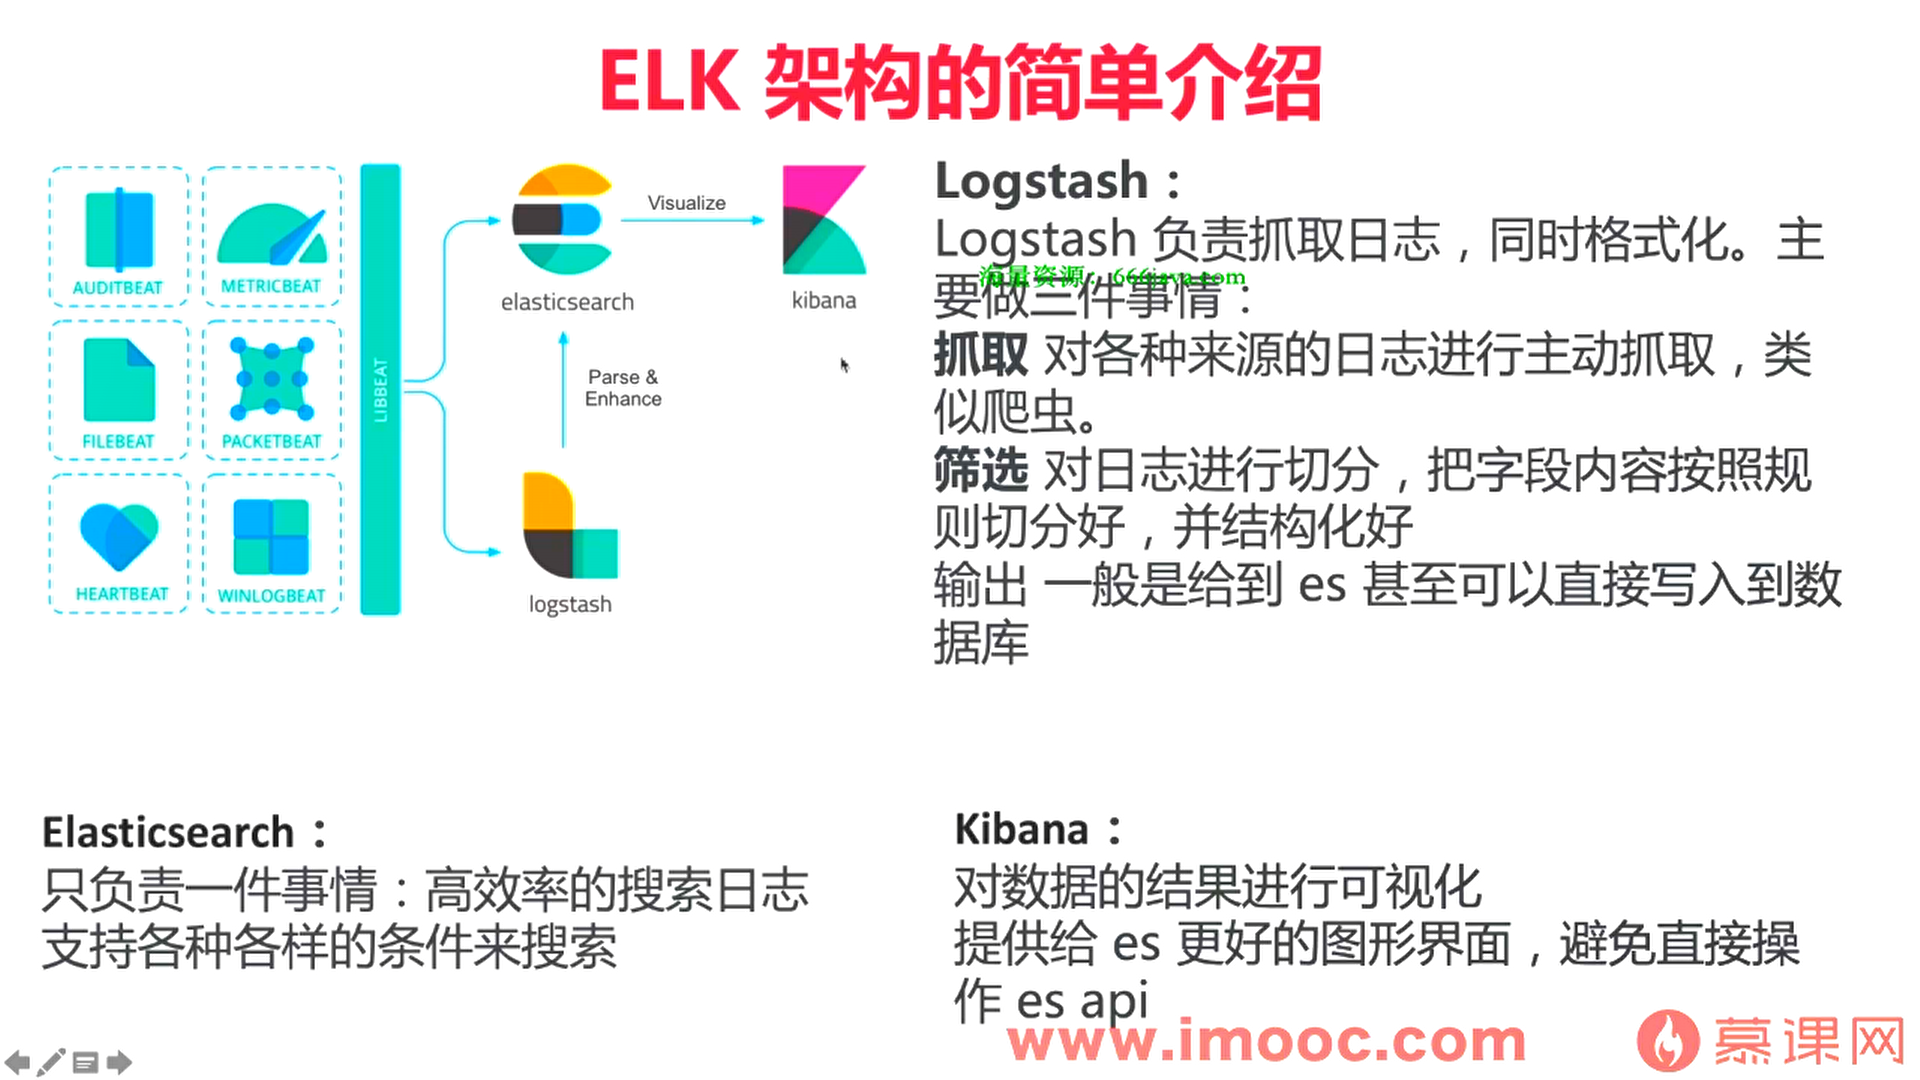 ELK 架构的简单介绍
AUDITBEAT
METRICBEAT
FILEBEAT
PACKETBEAT
HEARTBEAT
WINLOGBEAT
LIBBEAT
elasticsearch
Visualize
kibana
Parse &
Enhance
logstash
Logstash：
Logstash 负责抓取日志，同时格式化。主
海量资源：666java.com
要做三件事情：
抓取 对各种来源的日志进行主动抓取，类
似爬虫。
筛选 对日志进行切分，把字段内容按照规
则切分好，并结构化好
输出 一般是给到 es 甚至可以直接写入到数
据库
Elasticsearch：
只负责一件事情：高效率的搜索日志
支持各种各样的条件来搜索
Kibana：
对数据的结果进行可视化
提供给 es 更好的图形界面，避免直接操
作 es api
www.imooc.com
慕课网